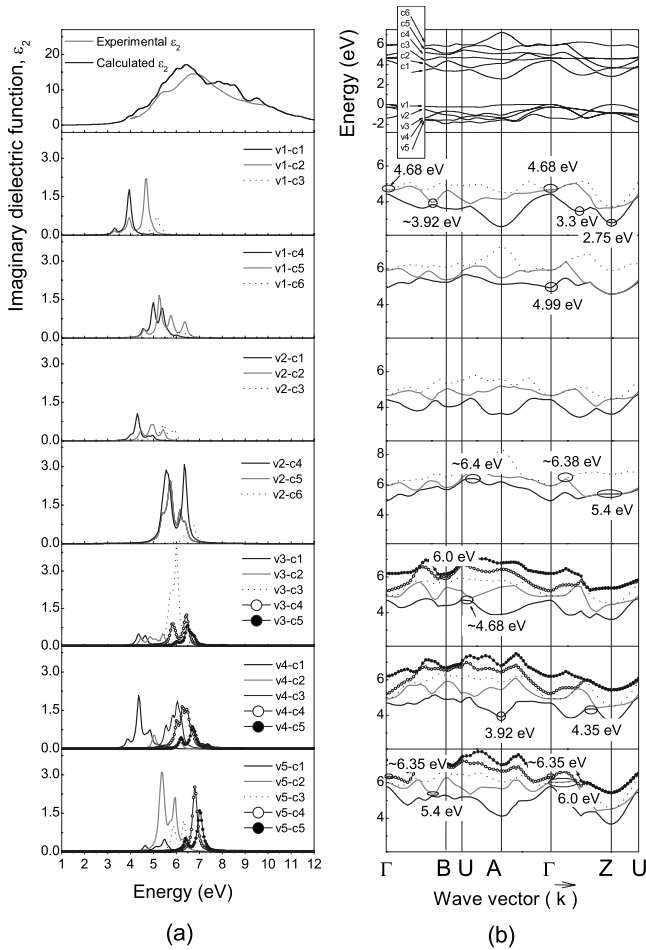 Imaginary dielectric function, ε2
Experimental ε2
Calculated ε2
20
10
0
v1-c1
v1-c2
v1-c3
3.0
1.5
0.0
v1-c4
v1-c5
v1-c6
3.0
1.5
0.0
v2-c1
v2-c2
v2-c3
3.0
1.5
0.0
v2-c4
v2-c5
v2-c6
3.0
1.5
0.0
v3-c1
v3-c2
v3-c3
v3-c4
v3-c5
3.0
1.5
0.0
v4-c1
v4-c2
v4-c3
v4-c4
v4-c5
3.0
1.5
0.0
v5-c1
v5-c2
v5-c3
v5-c4
v5-c5
3.0
1.5
0.0
1 2 3 4 5 6 7 8 9 10 11 12
Energy (eV)
(a)
Energy (eV)
c6
c5
c4
c3
c2
c1
v1
v2
v3
v4
v5
6
4
2
0
-2
4.68 eV
4.68 eV
~3.92 eV
3.3 eV
2.75 eV
4
4.99 eV
6
4
6
4
~6.4 eV
~6.38 eV
5.4 eV
8
6
4
6.0 eV
~4.68 eV
6
4
3.92 eV
4.35 eV
6
4
~6.35 eV
~6.35 eV
5.4 eV
6.0 eV
6
4
Γ B U A Γ Z U
Wave vector ( k )
(b)